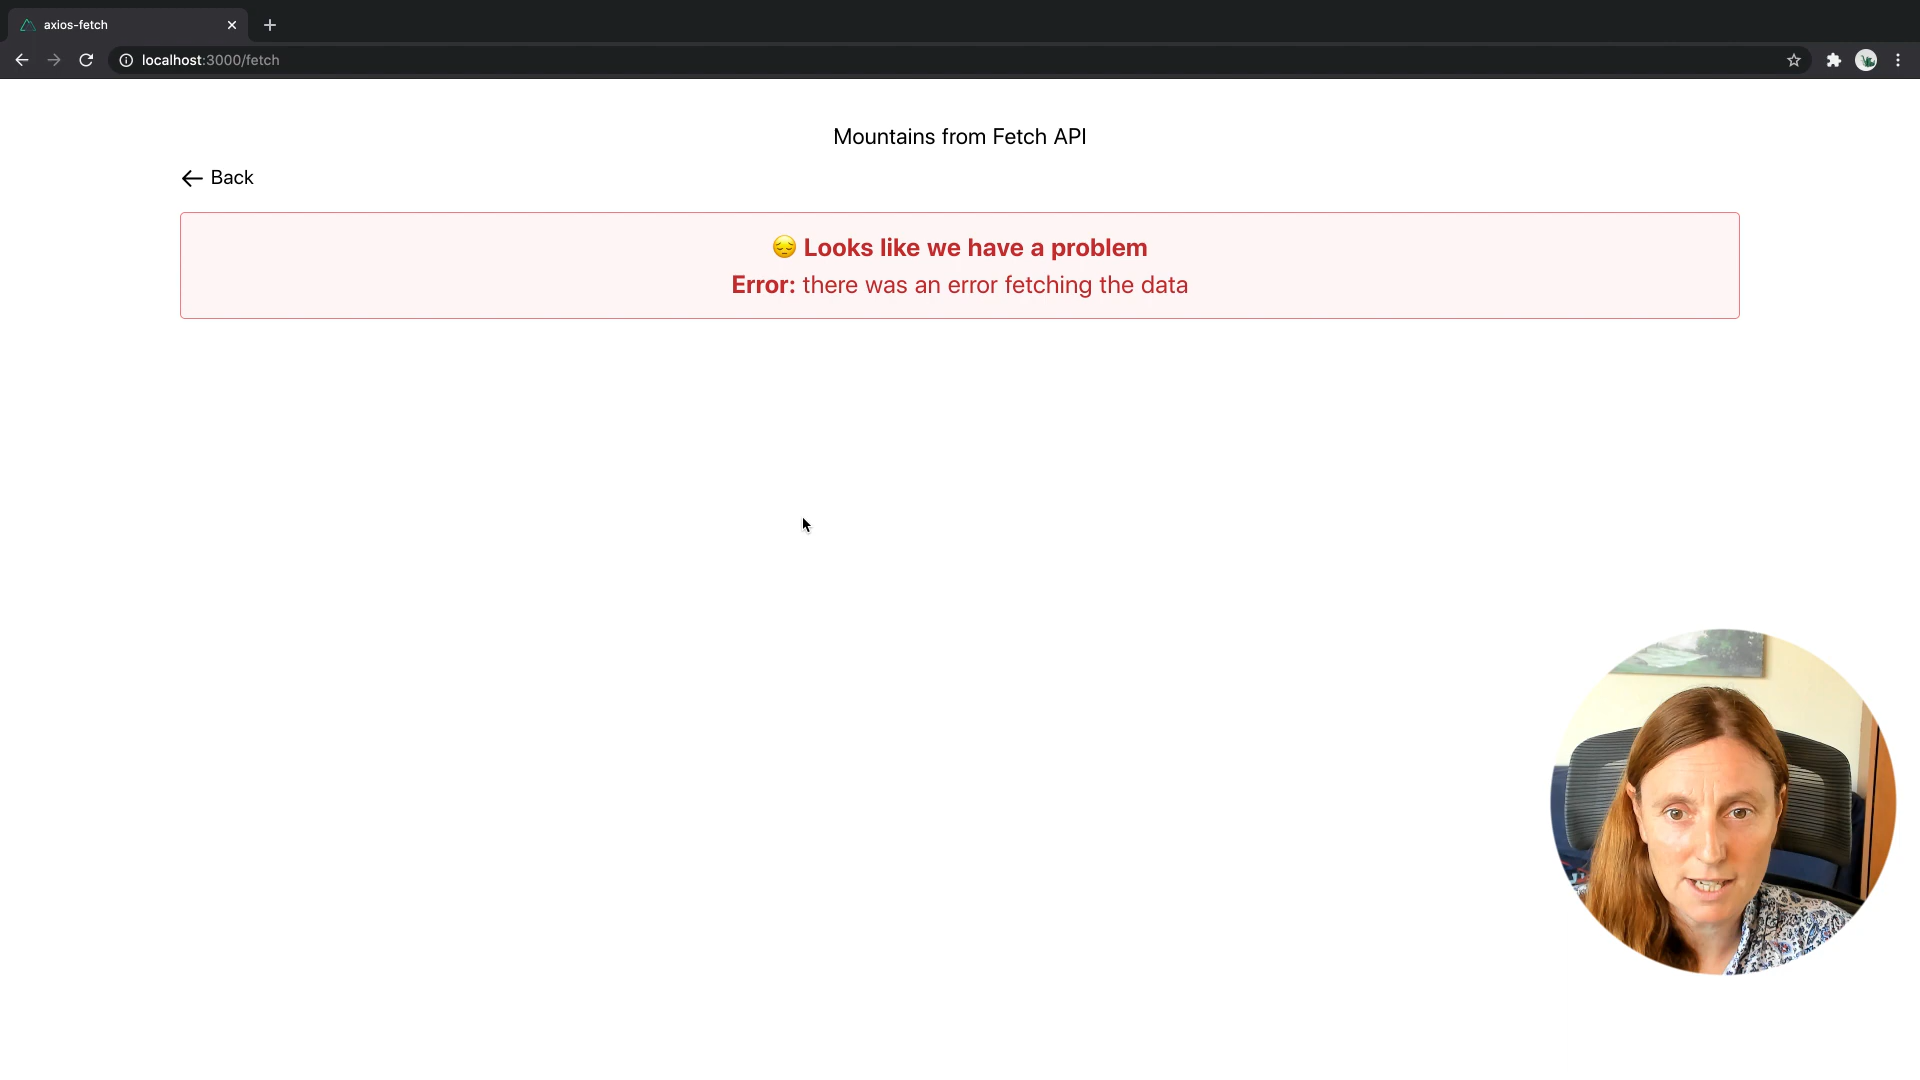 axios-fetch
localhost:3000/fetch
Mountains from Fetch API
← Back
😔 Looks like we have a problem
Error: there was an error fetching the data